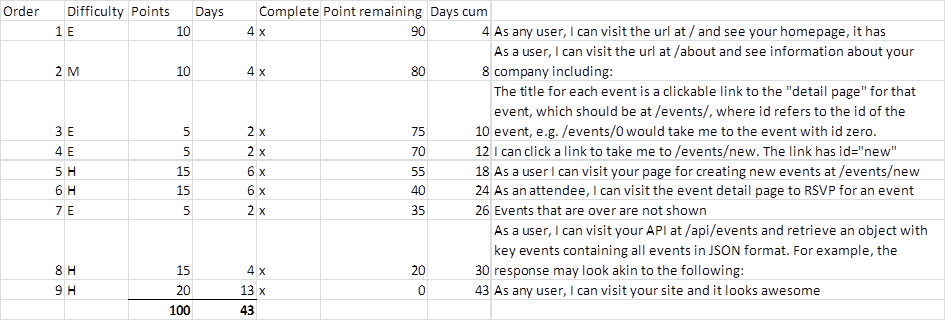 Order Difficulty Points Days Complete Point remaining Days cum
1 E 10 4 x 90 4 As any user, I can visit the url at / and see your homepage, it has
As a user, I can visit the url at /about and see information about your
2 M 10 4 x 80 8 company including:
The title for each event is a clickable link to the "detail page" for that
event, which should be at /events/, where id refers to the id of the
3 E 5 2 x 75 10 event, e.g. /events/0 would take me to the event with id zero.
4 E 5 2 x 70 12 I can click a link to take me to /events/new. The link has id="new"
5 H 15 6 x 55 18 As a user I can visit your page for creating new events at /events/new
6 H 15 6 x 40 24 As an attendee, I can visit the event detail page to RSVP for an event
7 E 5 2 x 35 26 Events that are over are not shown
As a user, I can visit your API at /api/events and retrieve an object with
key events containing all events in JSON format. For example, the
8 H 15 4 x 20 30 response may look akin to the following:
9 H 20 13 x 0 43 As any user, I can visit your site and it looks awesome
100 43